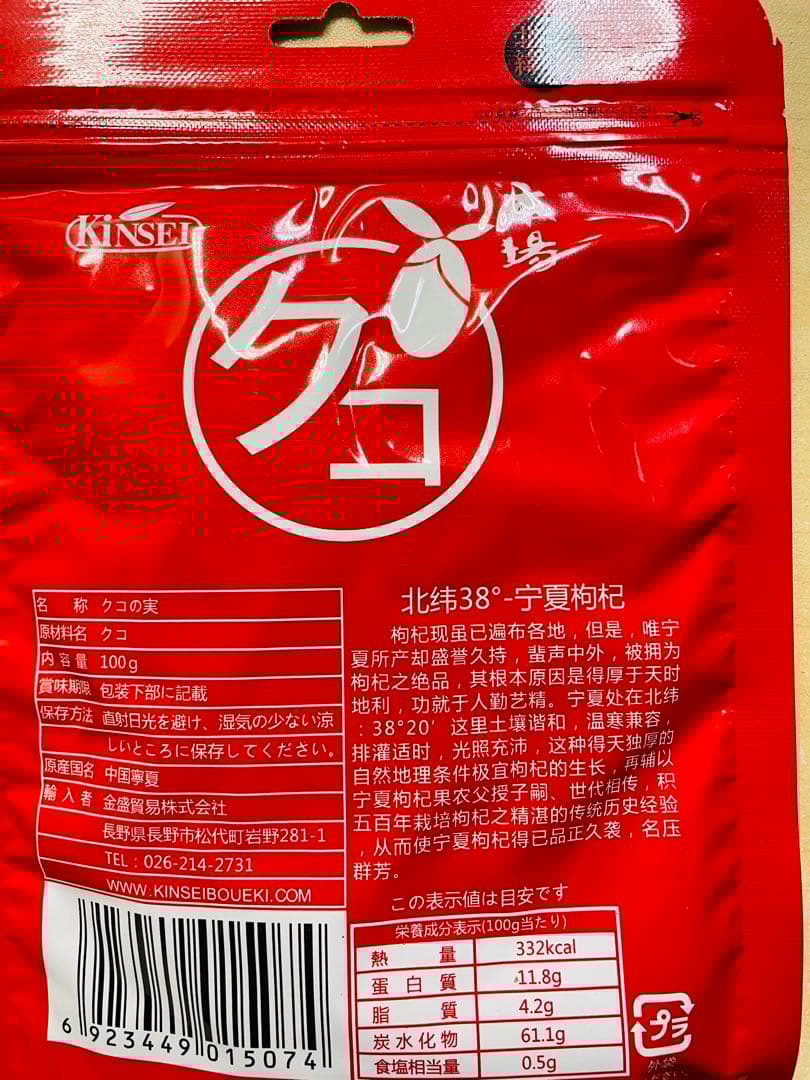 KiNSEI
場
クコ
名 称 クコの実
原材料名 クコ
内容量 100g
賞味期限 包装下部に記載
保存方法 直射日光を避け、湿気の少ない涼
しいところに保存してください。
原産国名 中国寧夏
輸入者 金盛貿易株式会社
長野県長野市松代町岩野281-1
TEL：026-214-2731
WWW.KINSEIBOUEKI.COM
6 923449 015074
北纬38°-宁夏枸杞
枸杞现虽已遍布各地，但是，唯宁
夏所产却盛誉久持，蜚声中外，被拥为
枸杞之绝品，其根本原因是得厚于天时
地利，功就于人勤艺精。宁夏处在北纬
：38°20′这里土壤谐和，温寒兼容，
排灌适时，光照充沛，这种得天独厚的
自然地理条件极宜枸杞的生长，再辅以
宁夏枸杞果农父授子嗣、世代相传，积
五百年栽培枸杞之精湛的传统历史经验
，从而使宁夏枸杞得已品正久袭，名压
群芳。
この表示値は目安です
栄養成分表示(100g当たり)
熱量 332kcal
蛋白質 11.8g
脂質 4.2g
炭水化物 61.1g
食塩相当量 0.5g
プラ
外袋